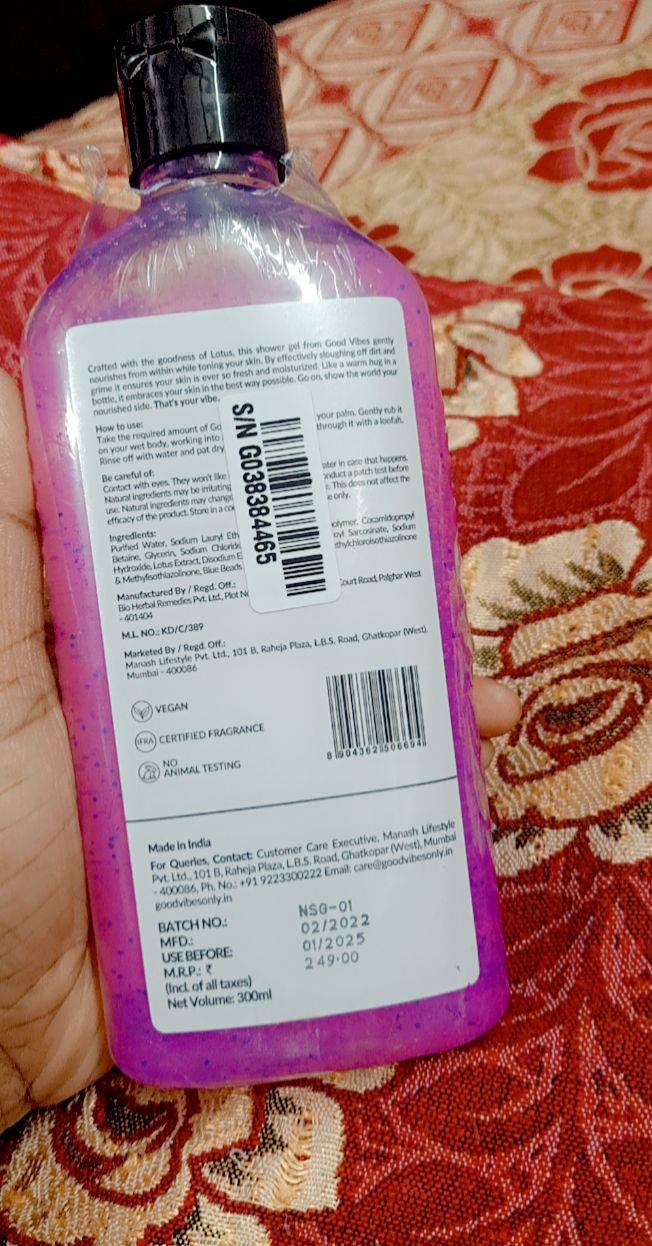 Crafted with the goodness of Lotus, this shower gel from Good Vibes gently
nourishes from within while toning your skin. By effectively sloughing off dirt and
grime it ensures your skin is ever so fresh and moisturized. Like a warm hug in a
bottle, it embraces your skin in the best way possible. Go on, show the world your
nourished side. That's your vibe.
How to use:
Take the required amount of Go your palm. Gently rub it
on your wet body, working into through it with a loofah.
Rinse off with water and pat dry
Be careful of:
Contact with eyes. They won't like ater in case that happens.
Natural ingredients may be irritating onduct a patch test before
use. Natural ingredients may change e. This does not affect the
efficacy of the product. Store in a co e only.
S/N G038384465
Ingredients:
Purified Water, Sodium Lauryl Eth olymer, Cocamidopropyl
Betaine, Glycerin, Sodium Chloride oyl Sarcosinate, Sodium
Hydroxide, Lotus Extract, Disodium E ethylchloroisothiazolinone
& Methylisothiazolinone, Blue Beads
Manufactured By / Regd. Off.:
Bio Herbal Remedies Pvt. Ltd., Plot N Court Road, Palghar West
- 401404
M.L. NO.: KD/C/389
Marketed By / Regd. Off.:
Manash Lifestyle Pvt. Ltd., 101 B, Raheja Plaza, L.B.S. Road, Ghatkopar (West),
Mumbai - 400086
VEGAN
IFRA CERTIFIED FRAGRANCE
NO
ANIMAL TESTING
8 904362 506694
Made in India
For Queries, Contact: Customer Care Executive, Manash Lifestyle
Pvt. Ltd., 101 B, Raheja Plaza, L.B.S. Road, Ghatkopar (West), Mumbai
- 400086, Ph. No.: +91 9223300222 Email: care@goodvibesonly.in
goodvibesonly.in
BATCH NO.: NSG-01
MFD.: 02/2022
USE BEFORE: 01/2025
M.R.P.: ₹ 249.00
(Incl. of all taxes)
Net Volume: 300ml